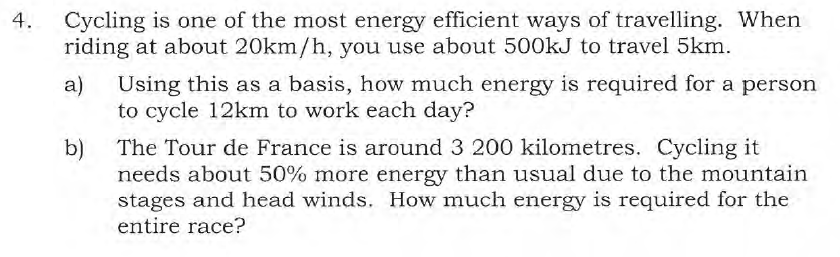 4. Cycling is one of the most energy efficient ways of travelling. When
riding at about 20km/h, you use about 500kJ to travel 5km.
a) Using this as a basis, how much energy is required for a person
to cycle 12km to work each day?
b) The Tour de France is around 3 200 kilometres. Cycling it
needs about 50% more energy than usual due to the mountain
stages and head winds. How much energy is required for the
entire race?